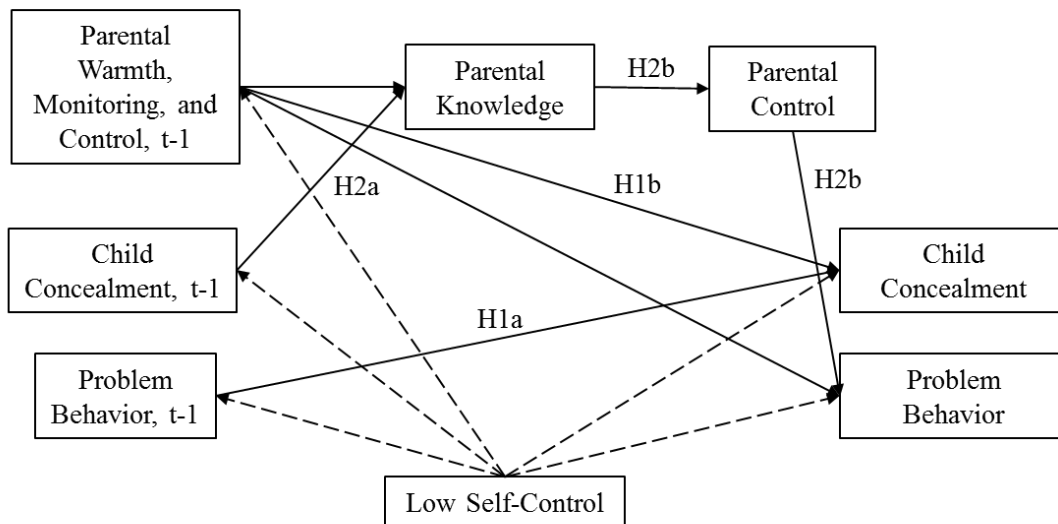 Parental
Warmth,
Monitoring, and
Control, t-1
Parental
Knowledge
H2b
Parental
Control
H2a
H1b
H2b
Child
Concealment, t-1
Child
Concealment
H1a
Problem
Behavior, t-1
Problem
Behavior
Low Self-Control